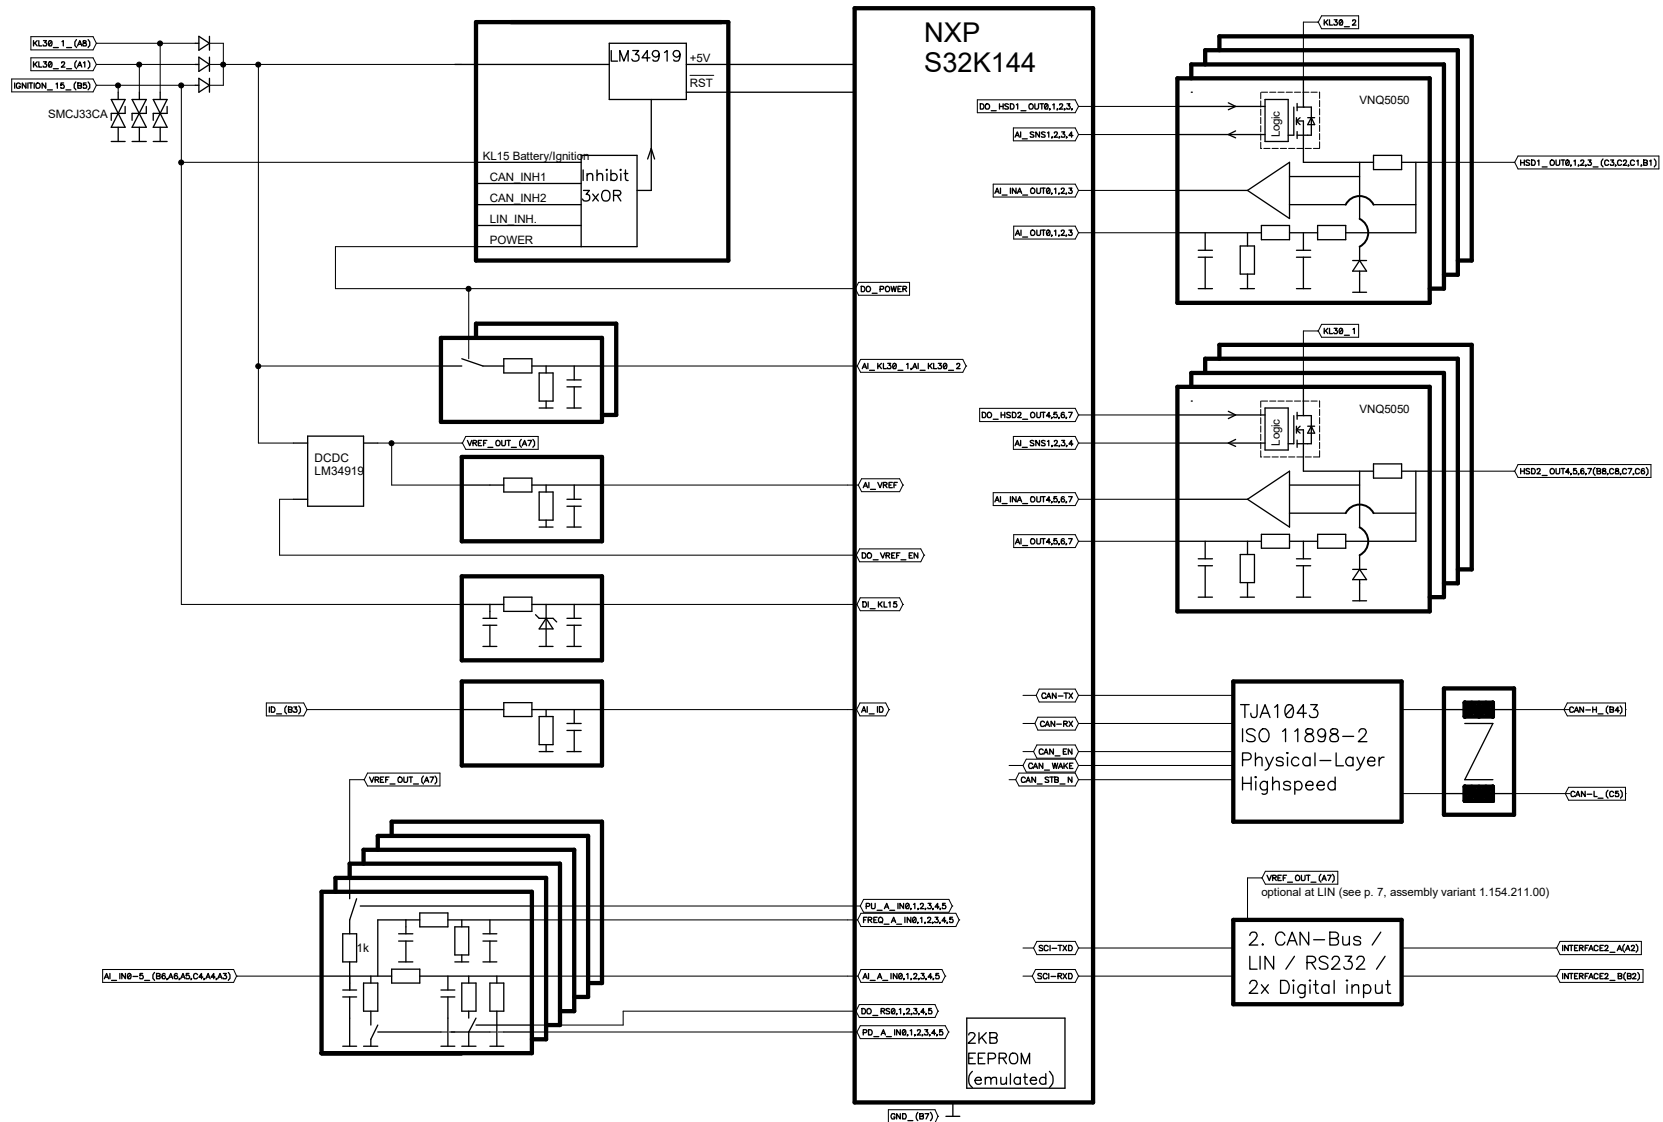 KL30_1_(A8)
KL30_2_(A1)
IGNITION_15_(B5)
SMCJ33CA
LM34919
+5V
RST
KL15 Battery/Ignition
CAN_INH1
CAN_INH2
LIN_INH.
POWER
Inhibit
3xOR
DO_POWER
AI_KL30_1,AI_KL30_2
DCDC
LM34919
VREF_OUT_(A7)
AI_VREF
DO_VREF_EN
DI_KL15
ID_(B3)
AI_ID
VREF_OUT_(A7)
1k
AI_IN0-5_(B6,A6,A5,C4,A4,A3)
PU_A_IN0,1,2,3,4,5
FREQ_A_IN0,1,2,3,4,5
AI_A_IN0,1,2,3,4,5
DO_RS0,1,2,3,4,5
PD_A_IN0,1,2,3,4,5
NXP
S32K144
2KB
EEPROM
(emulated)
GND_(B7)
KL30_2
VNQ5050
Logic
DO_HSD1_OUT0,1,2,3,
AI_SNS1,2,3,4
AI_INA_OUT0,1,2,3
AI_OUT0,1,2,3
HSD1_OUT0,1,2,3_(C3,C2,C1,B1)
KL30_1
VNQ5050
Logic
DO_HSD2_OUT4,5,6,7
AI_SNS1,2,3,4
AI_INA_OUT4,5,6,7
AI_OUT4,5,6,7
HSD2_OUT4,5,6,7(B8,C8,C7,C6)
CAN-TX
CAN-RX
CAN_EN
CAN_WAKE
CAN_STB_N
TJA1043
ISO 11898-2
Physical-Layer
Highspeed
CAN-H_(B4)
CAN-L_(C5)
VREF_OUT_(A7)
optional at LIN (see p. 7, assembly variant 1.154.211.00)
SCI-TXD
SCI-RXD
2. CAN-Bus /
LIN / RS232 /
2x Digital input
INTERFACE2_A(A2)
INTERFACE2_B(B2)